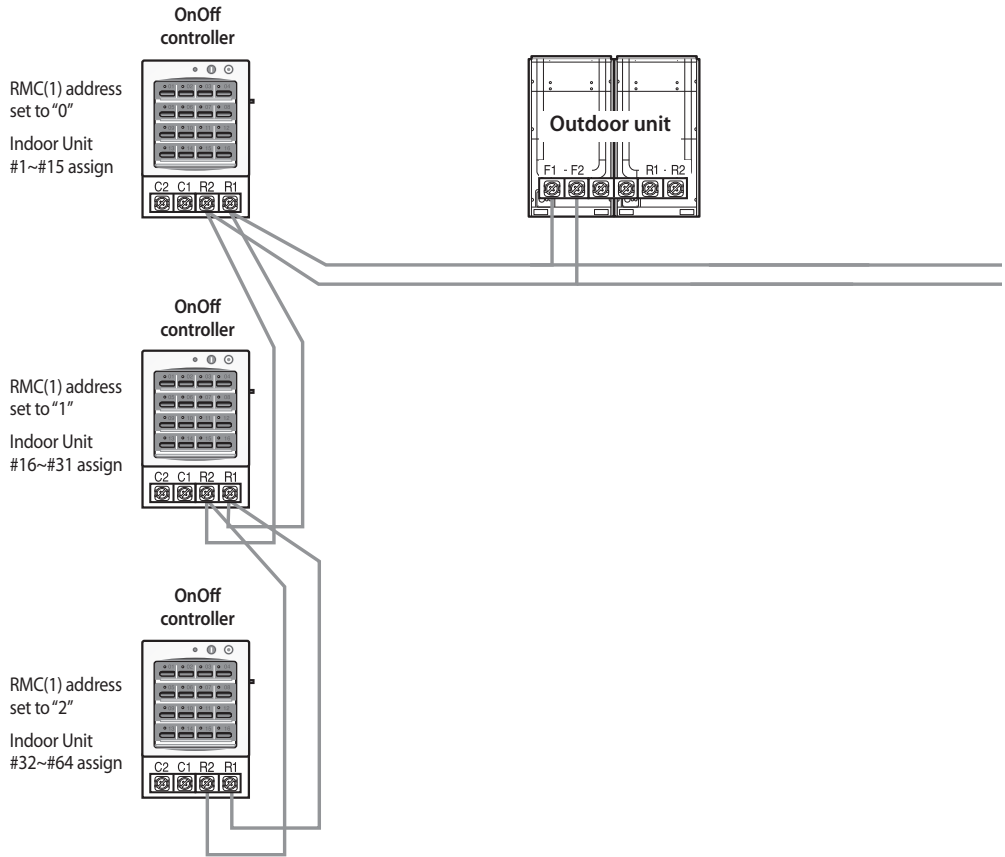 OnOff
controller
RMC(1) address
set to “0”
Indoor Unit
#1~#15 assign
C2 C1 R2 R1
Outdoor unit
F1 - F2
R1 - R2
OnOff
controller
RMC(1) address
set to “1”
Indoor Unit
#16~#31 assign
C2 C1 R2 R1
OnOff
controller
RMC(1) address
set to “2”
Indoor Unit
#32~#64 assign
C2 C1 R2 R1